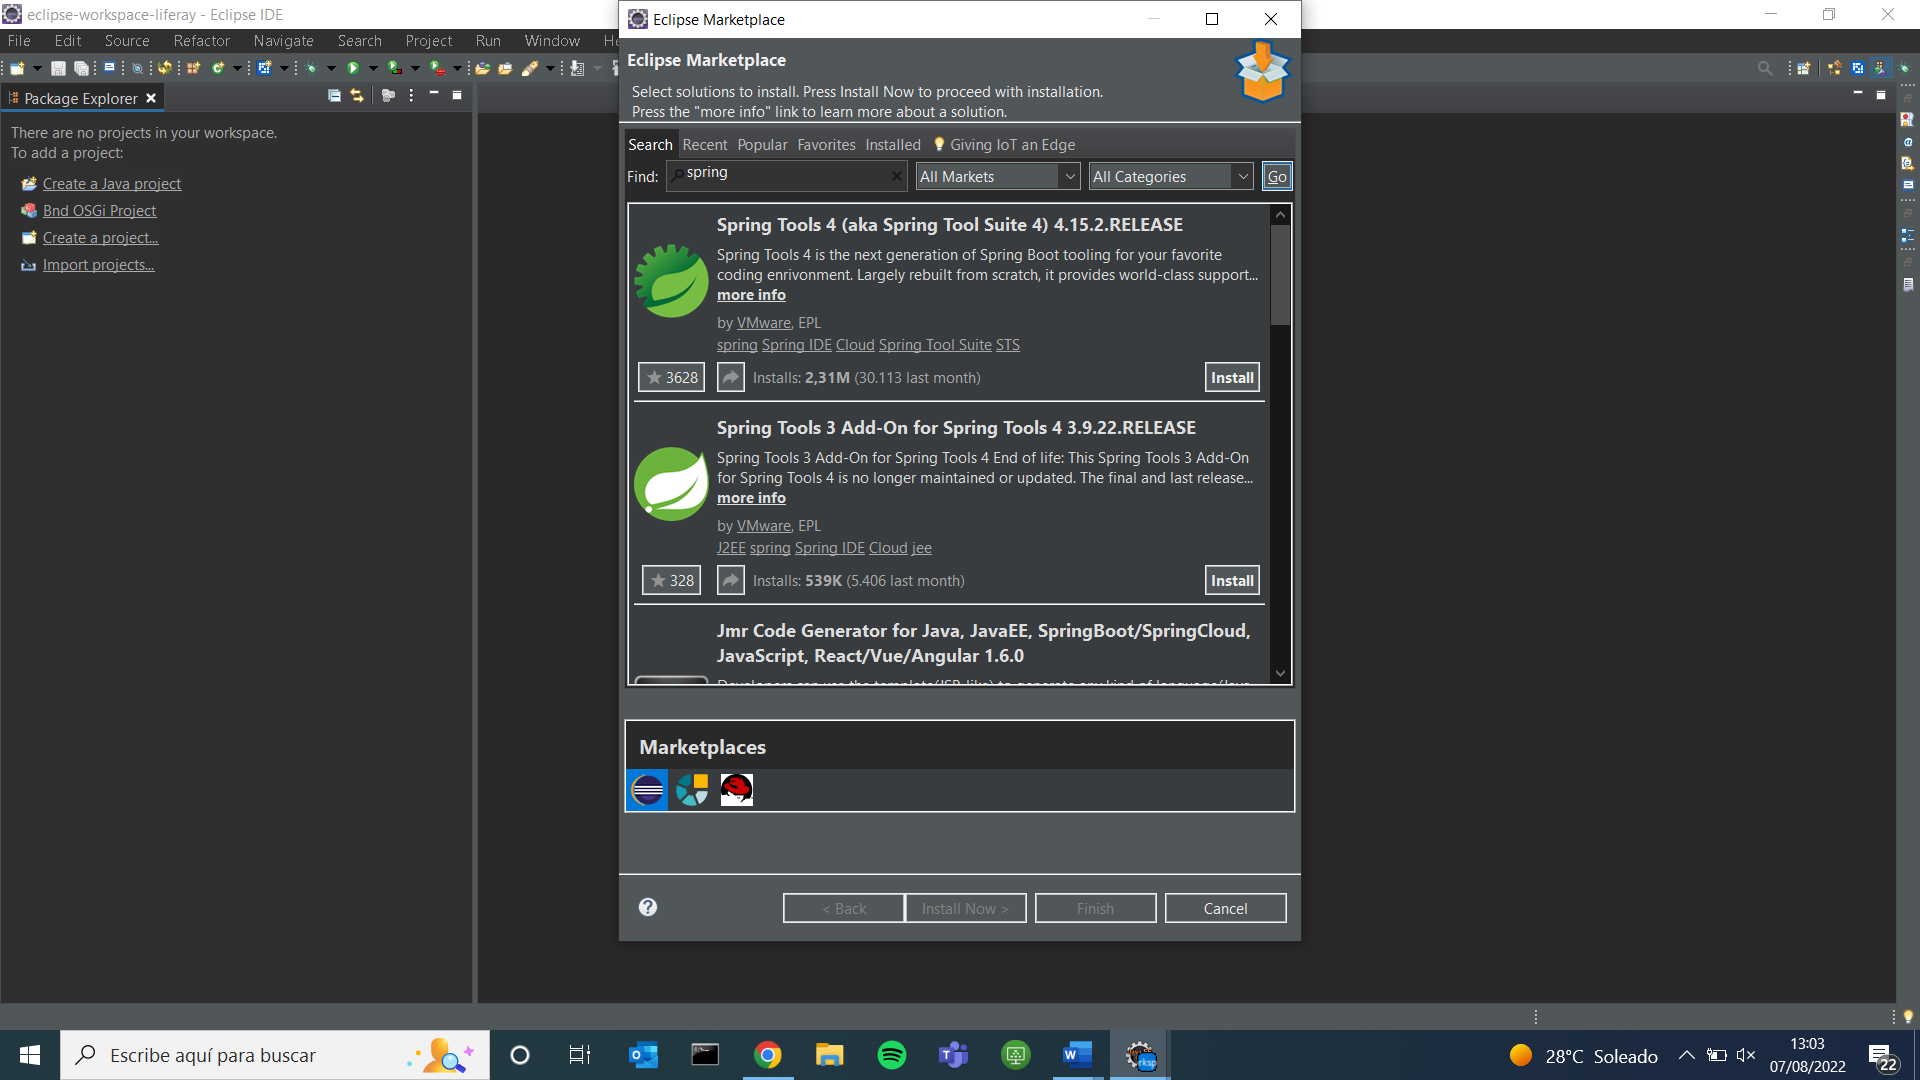 eclipse-workspace-liferay - Eclipse IDE
File Edit Source Refactor Navigate Search Project Run Window
Package Explorer
There are no projects in your workspace.
To add a project:
Create a Java project
Bnd OSGi Project
Create a project...
Import projects...
Eclipse Marketplace
Eclipse Marketplace
Select solutions to install. Press Install Now to proceed with installation.
Press the "more info" link to learn more about a solution.
Search Recent Popular Favorites Installed Giving IoT an Edge
Find: spring All Markets All Categories Go
Spring Tools 4 (aka Spring Tool Suite 4) 4.15.2.RELEASE
Spring Tools 4 is the next generation of Spring Boot tooling for your favorite
coding enrivonment. Largely rebuilt from scratch, it provides world-class support...
more info
by VMware, EPL
spring Spring IDE Cloud Spring Tool Suite STS
3628 Installs: 2,31M (30.113 last month) Install
Spring Tools 3 Add-On for Spring Tools 4 3.9.22.RELEASE
Spring Tools 3 Add-On for Spring Tools 4 End of life: This Spring Tools 3 Add-On
for Spring Tools 4 is no longer maintained or updated. The final and last release...
more info
by VMware, EPL
J2EE spring Spring IDE Cloud jee
328 Installs: 539K (5.406 last month) Install
Jmr Code Generator for Java, JavaEE, SpringBoot/SpringCloud,
JavaScript, React/Vue/Angular 1.6.0
Marketplaces
< Back Install Now > Finish Cancel
Escribe aquí para buscar
28°C Soleado
13:03
07/08/2022
22